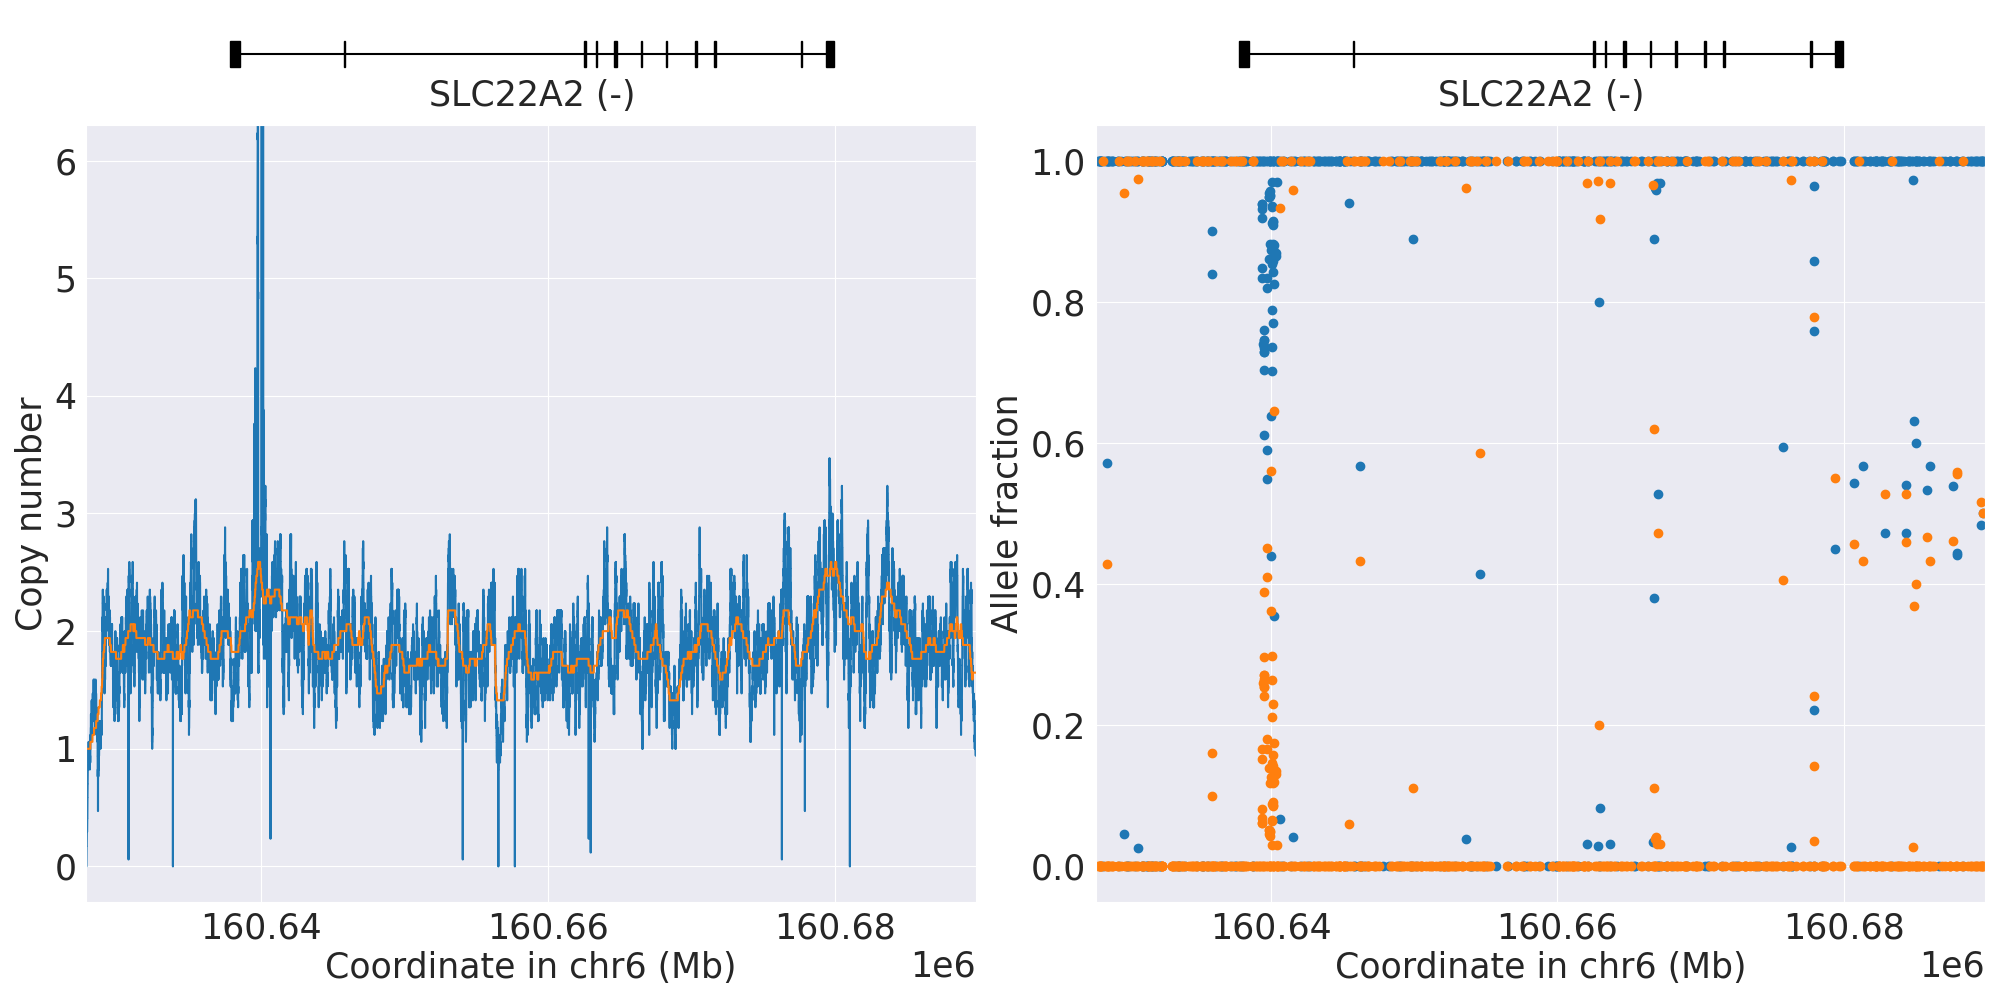 SLC22A2 (-)
6
5
4
3
2
1
0
Copy number
160.64
160.66
160.68
Coordinate in chr6 (Mb)
1e6
SLC22A2 (-)
1.0
0.8
0.6
0.4
0.2
0.0
Allele fraction
160.64
160.66
160.68
Coordinate in chr6 (Mb)
1e6